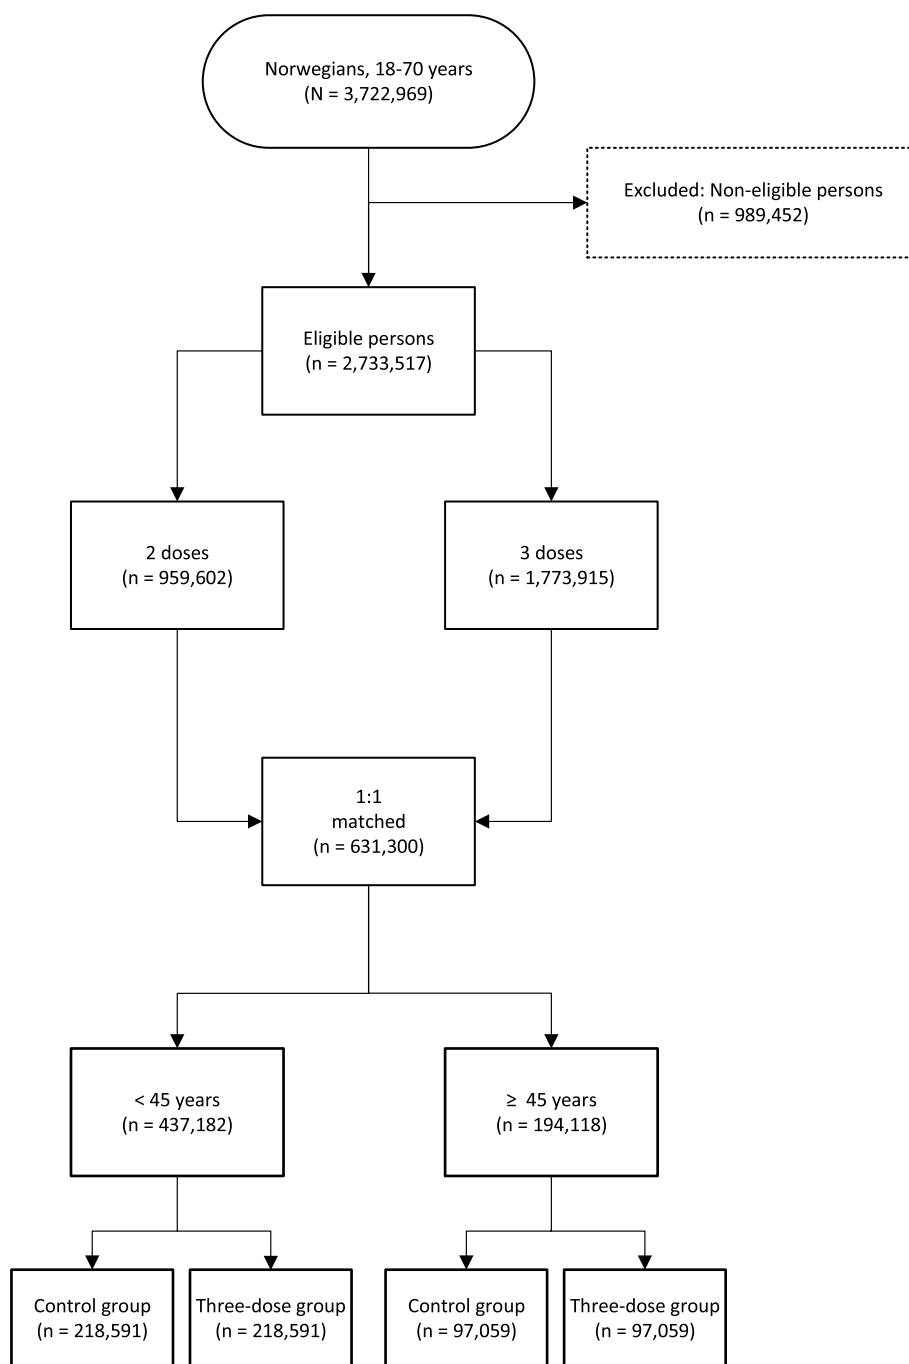 Norwegians, 18-70 years
(N = 3,722,969)
Excluded: Non-eligible persons
(n = 989,452)
Eligible persons
(n = 2,733,517)
2 doses
(n = 959,602)
3 doses
(n = 1,773,915)
1:1
matched
(n = 631,300)
< 45 years
(n = 437,182)
≥ 45 years
(n = 194,118)
Control group
(n = 218,591)
Three-dose group
(n = 218,591)
Control group
(n = 97,059)
Three-dose group
(n = 97,059)